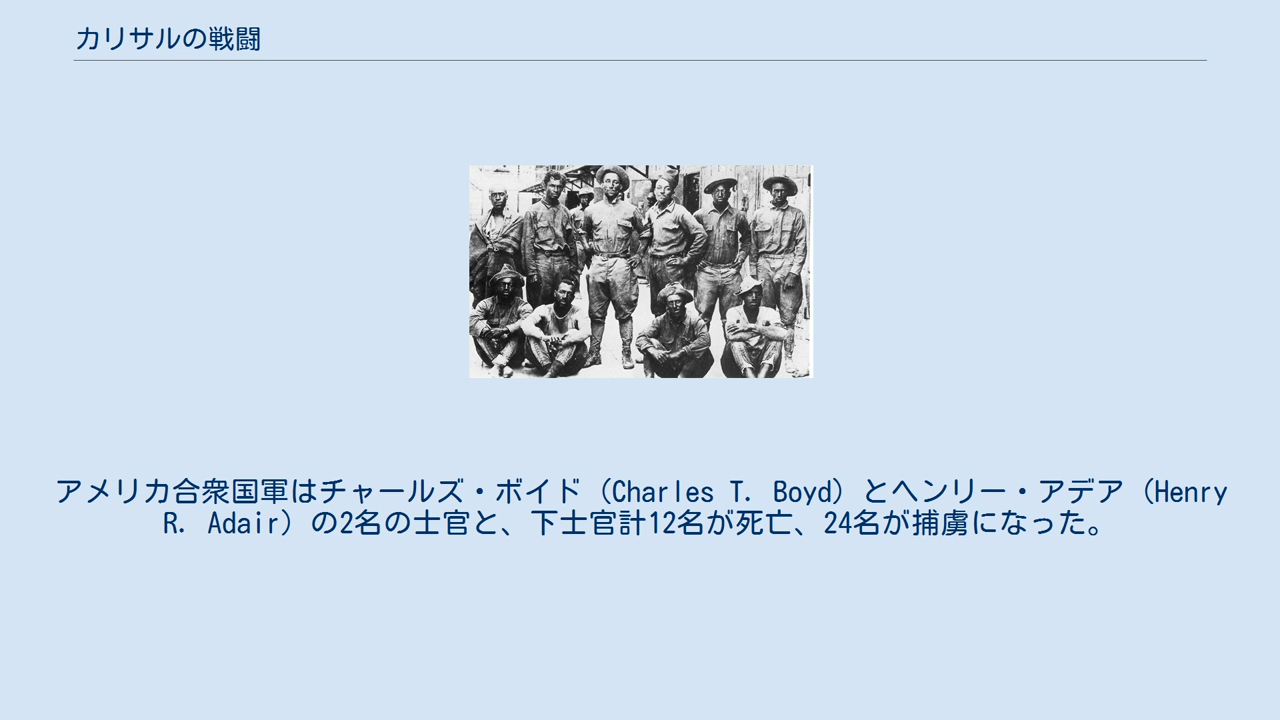 カリサルの戦闘
アメリカ合衆国軍はチャールズ・ボイド（Charles T. Boyd）とヘンリー・アデア（Henry
R. Adair）の2名の士官と、下士官計12名が死亡、24名が捕虜になった。